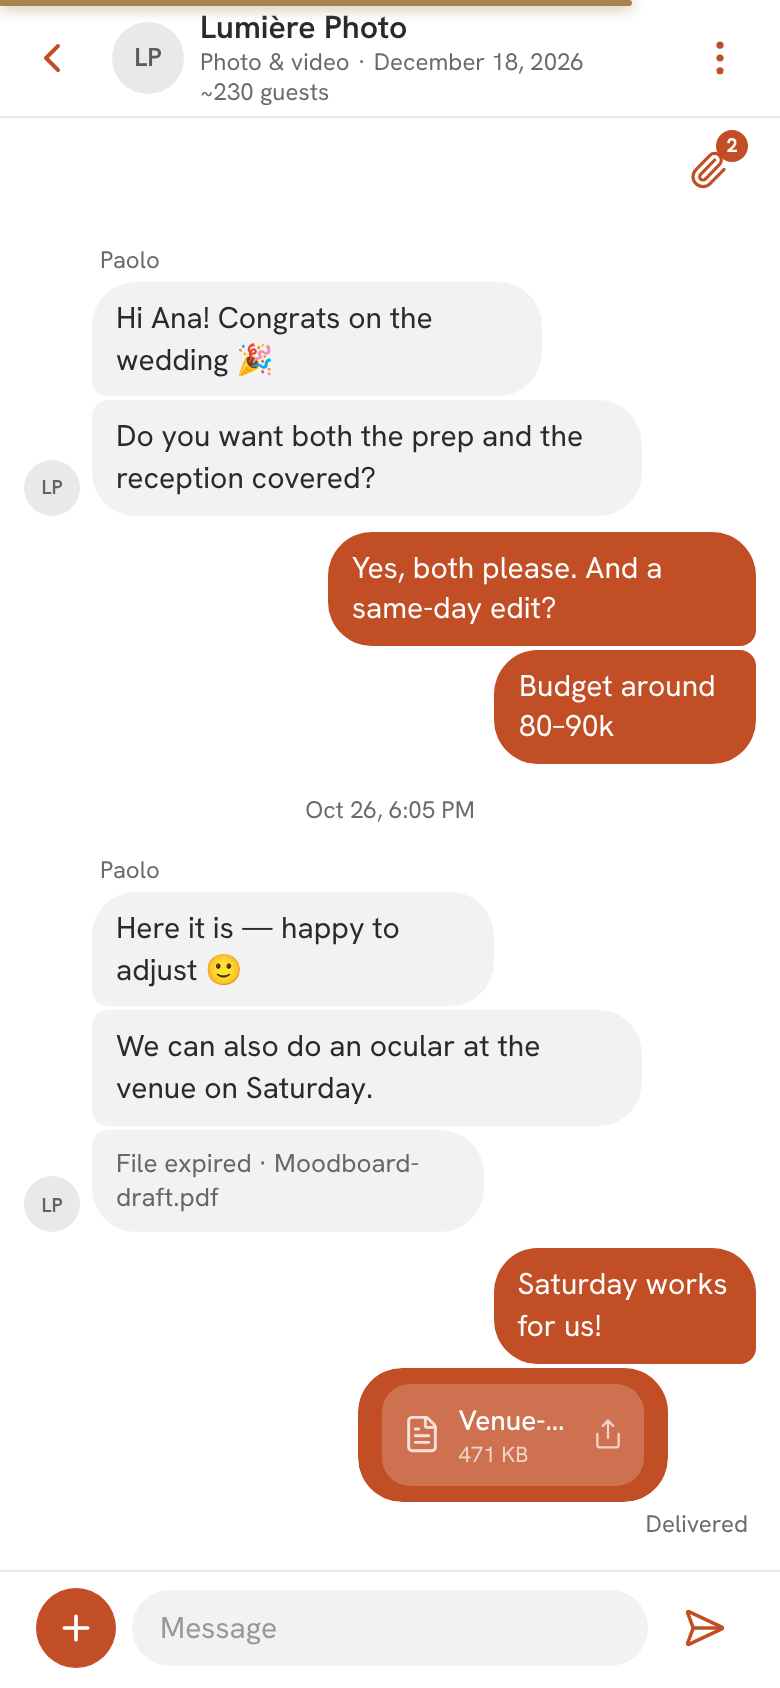 Lumière Photo
LP
Photo & video · December 18, 2026
~230 guests
2
Paolo
Hi Ana! Congrats on the
wedding 🎉
Do you want both the prep and the
reception covered?
LP
Yes, both please. And a
same-day edit?
Budget around
80–90k
Oct 26, 6:05 PM
Paolo
Here it is — happy to
adjust 🙂
We can also do an ocular at the
venue on Saturday.
File expired · Moodboard-
draft.pdf
LP
Saturday works
for us!
Venue-...
471 KB
Delivered
Message